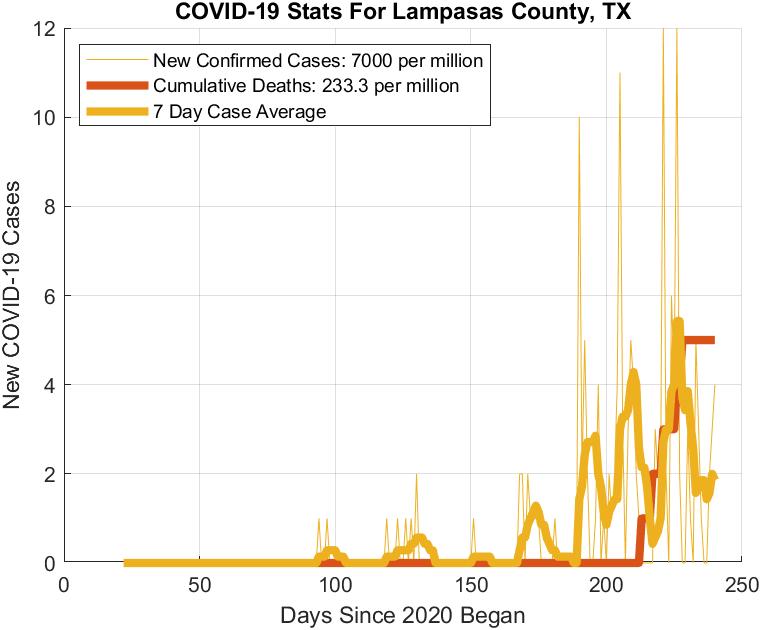 COVID-19 Stats For Lampasas County, TX
New Confirmed Cases: 7000 per million
Cumulative Deaths: 233.3 per million
7 Day Case Average
New COVID-19 Cases
12
10
8
6
4
2
0
0 50 100 150 200 250
Days Since 2020 Began